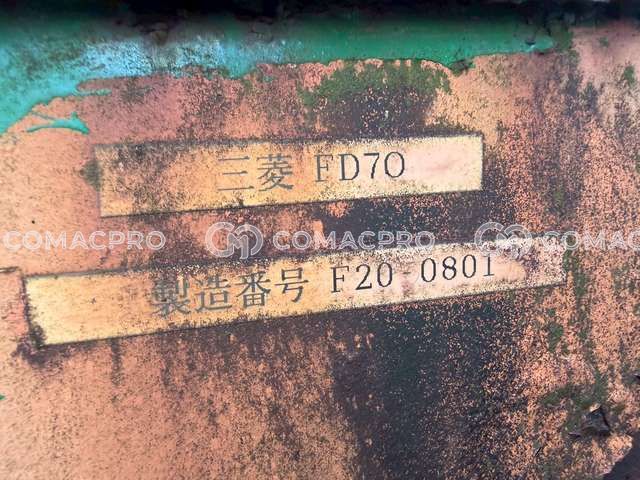 三菱 FD70
COMACPRO COMACPRO COMACPRO
製造番号 F20-0801